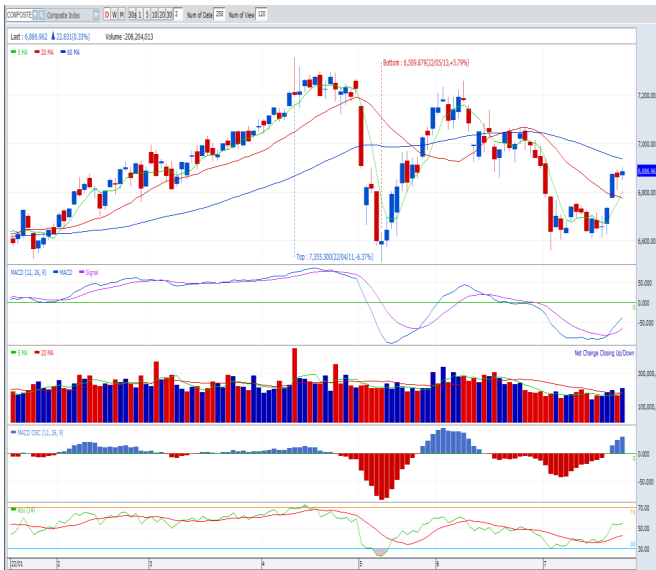 COMPOSITE Composite Index D W M 30s 1 5 10 20 30 2 Num of Data 250 Num of View 120
Last : 6,886.962 ▲ 22.831[0.33%] Volume :208,204,013
5 MA 20 MA 60 MA
Bottom : 6,509.879[22/05/13,+5.79%]
7,200.00
7,000.00
6,886.96
6,800.00
6,600.00
Top : 7,355.300(22/04/11,-6.37%)
MACD (12, 26, 9) MACD Signal
50.000
0
-50.000
5 MA 20 MA
Net Change Closing Up/Down
300,000,
100,000,
MACD OSC (12, 26, 9)
0.000
0
-50.000
RSI (14)
70.00
70
50.00
30
30.00
22/01 2 3 4 5 6 7